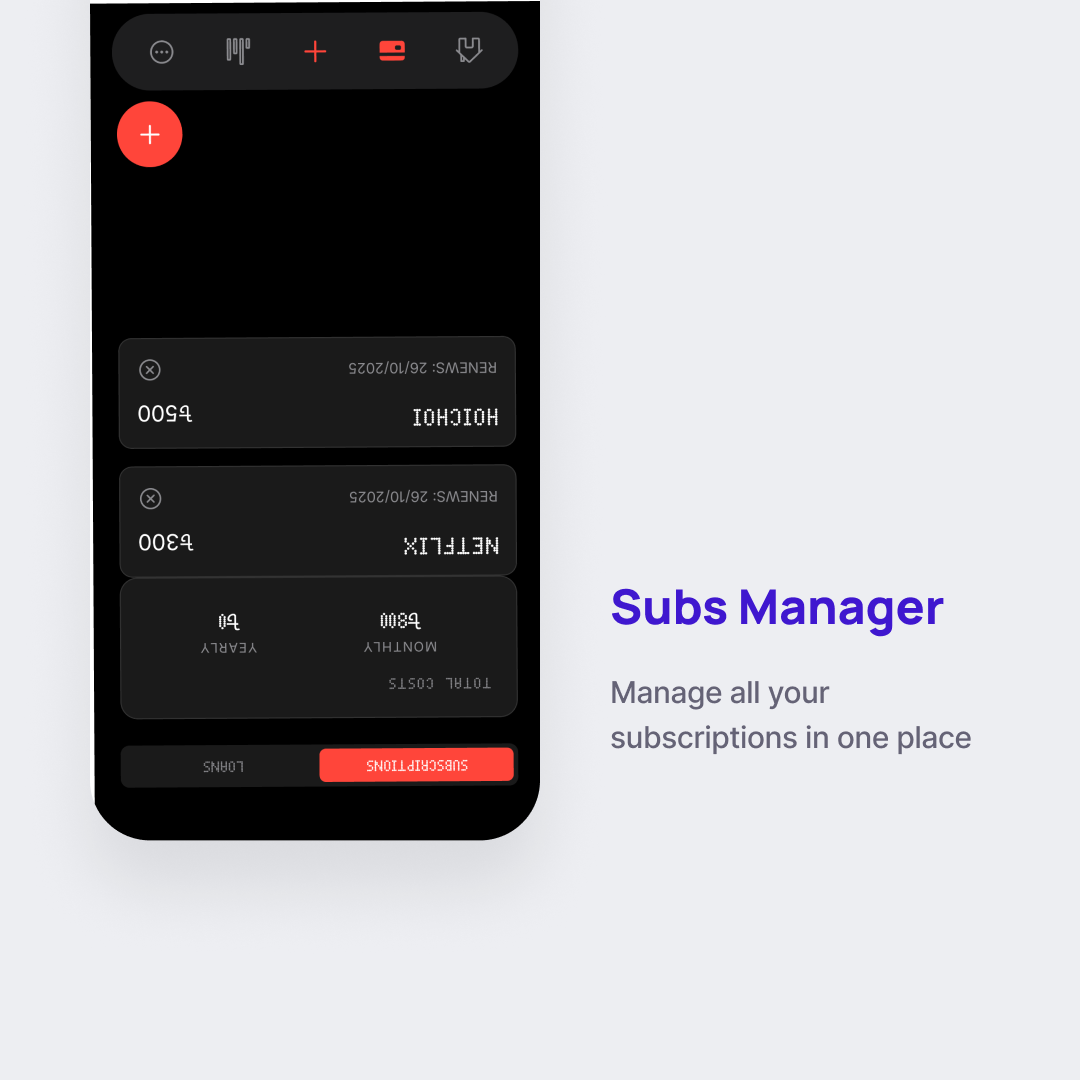 SUBSCRIPTIONS
LOANS
TOTAL COSTS
MONTHLY
YEARLY
৳800
৳0
NETFLIX
৳300
RENEWS: 26/10/2025
HOICHOI
৳500
RENEWS: 26/10/2025
Subs Manager
Manage all your
subscriptions in one place